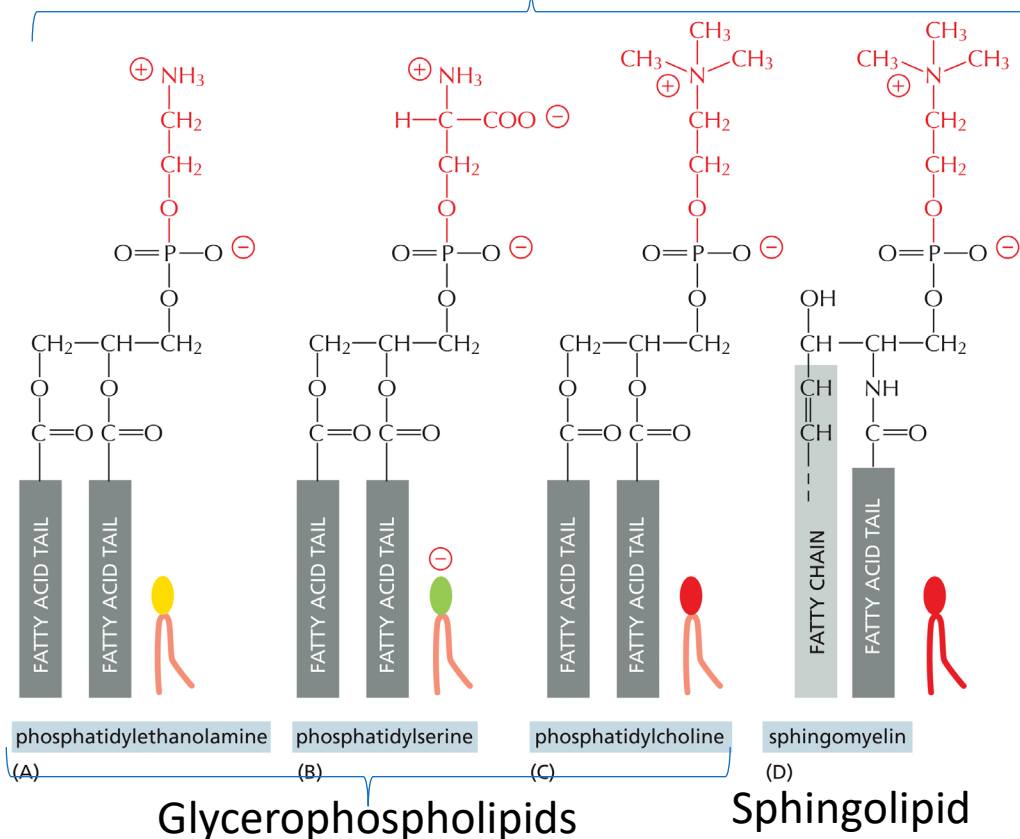 CH₃ CH₃
CH₃ CH₃ CH₃ CH₃
⊕ NH₃ ⊕ NH₃ N N
⊕ ⊕
CH₂ H—C—COO ⊖ CH₂ CH₂
CH₂ CH₂ CH₂ CH₂
O O O O
O=P—O ⊖ O=P—O ⊖ O=P—O ⊖ O=P—O ⊖
O O O OH O
CH₂—CH—CH₂ CH₂—CH—CH₂ CH₂—CH—CH₂ CH—CH—CH₂
O O O O O O CH NH
C=O C=O C=O C=O C=O C=O CH C=O
FATTY ACID TAIL
FATTY ACID TAIL
FATTY ACID TAIL
FATTY ACID TAIL
⊖
FATTY ACID TAIL
FATTY ACID TAIL
FATTY CHAIN
FATTY ACID TAIL
phosphatidylethanolamine phosphatidylserine phosphatidylcholine sphingomyelin
(A) (B) (C) (D)
Glycerophospholipids Sphingolipid